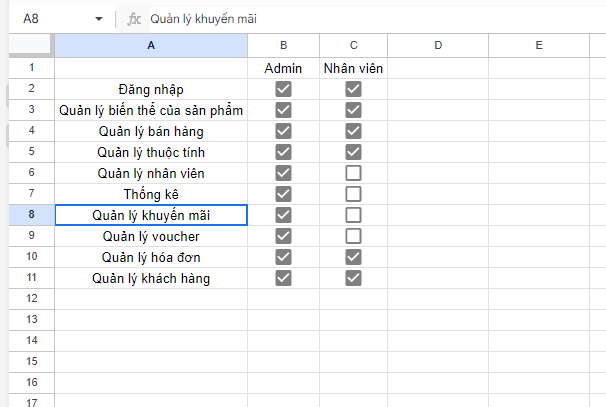 A8 fx Quản lý khuyến mãi
A B C D E
1 Admin Nhân viên
2 Đăng nhập
3 Quản lý biến thể của sản phẩm
4 Quản lý bán hàng
5 Quản lý thuộc tính
6 Quản lý nhân viên
7 Thống kê
8 Quản lý khuyến mãi
9 Quản lý voucher
10 Quản lý hóa đơn
11 Quản lý khách hàng
12
13
14
15
16
17